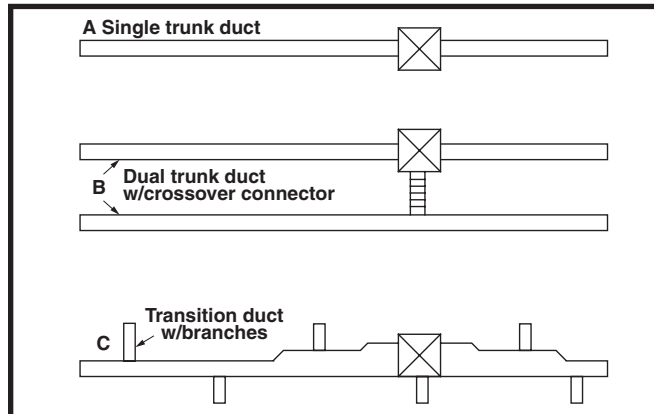 A Single trunk duct
B
Dual trunk duct
w/crossover connector
C
Transition duct
w/branches